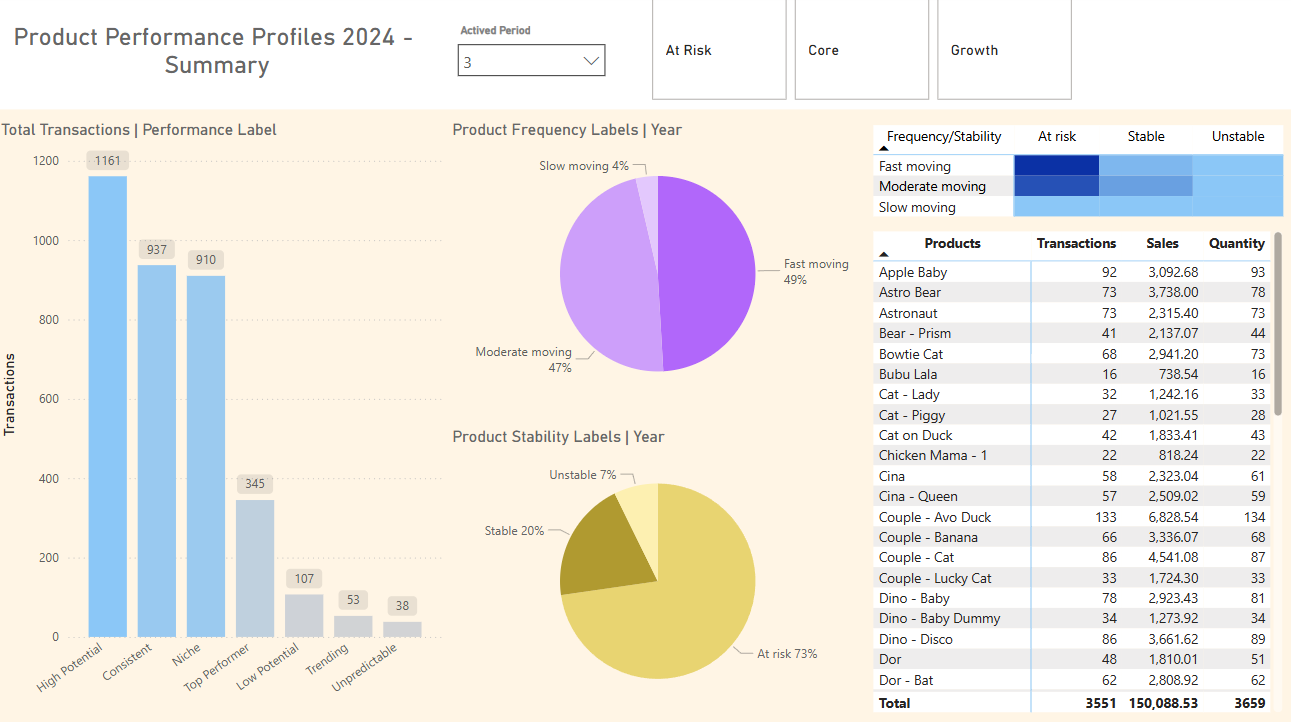 Product Performance Profiles 2024 -
Summary
Actived Period
3
At Risk
Core
Growth
Total Transactions | Performance Label
Transactions
1200
1000
800
600
400
200
0
1161
937
910
345
107
53
38
High Potential
Consistent
Niche
Top Performer
Low Potential
Trending
Unpredictable
Product Frequency Labels | Year
Slow moving 4%
Fast moving
49%
Moderate moving
47%
Product Stability Labels | Year
Unstable 7%
Stable 20%
At risk 73%
Frequency/Stability At risk Stable Unstable
Fast moving
Moderate moving
Slow moving
Products Transactions Sales Quantity
Apple Baby 92 3,092.68 93
Astro Bear 73 3,738.00 78
Astronaut 73 2,315.40 73
Bear - Prism 41 2,137.07 44
Bowtie Cat 68 2,941.20 73
Bubu Lala 16 738.54 16
Cat - Lady 32 1,242.16 33
Cat - Piggy 27 1,021.55 28
Cat on Duck 42 1,833.41 43
Chicken Mama - 1 22 818.24 22
Cina 58 2,323.04 61
Cina - Queen 57 2,509.02 59
Couple - Avo Duck 133 6,828.54 134
Couple - Banana 66 3,336.07 68
Couple - Cat 86 4,541.08 87
Couple - Lucky Cat 33 1,724.30 33
Dino - Baby 78 2,923.43 81
Dino - Baby Dummy 34 1,273.92 34
Dino - Disco 86 3,661.62 89
Dor 48 1,810.01 51
Dor - Bat 62 2,808.92 62
Total 3551 150,088.53 3659